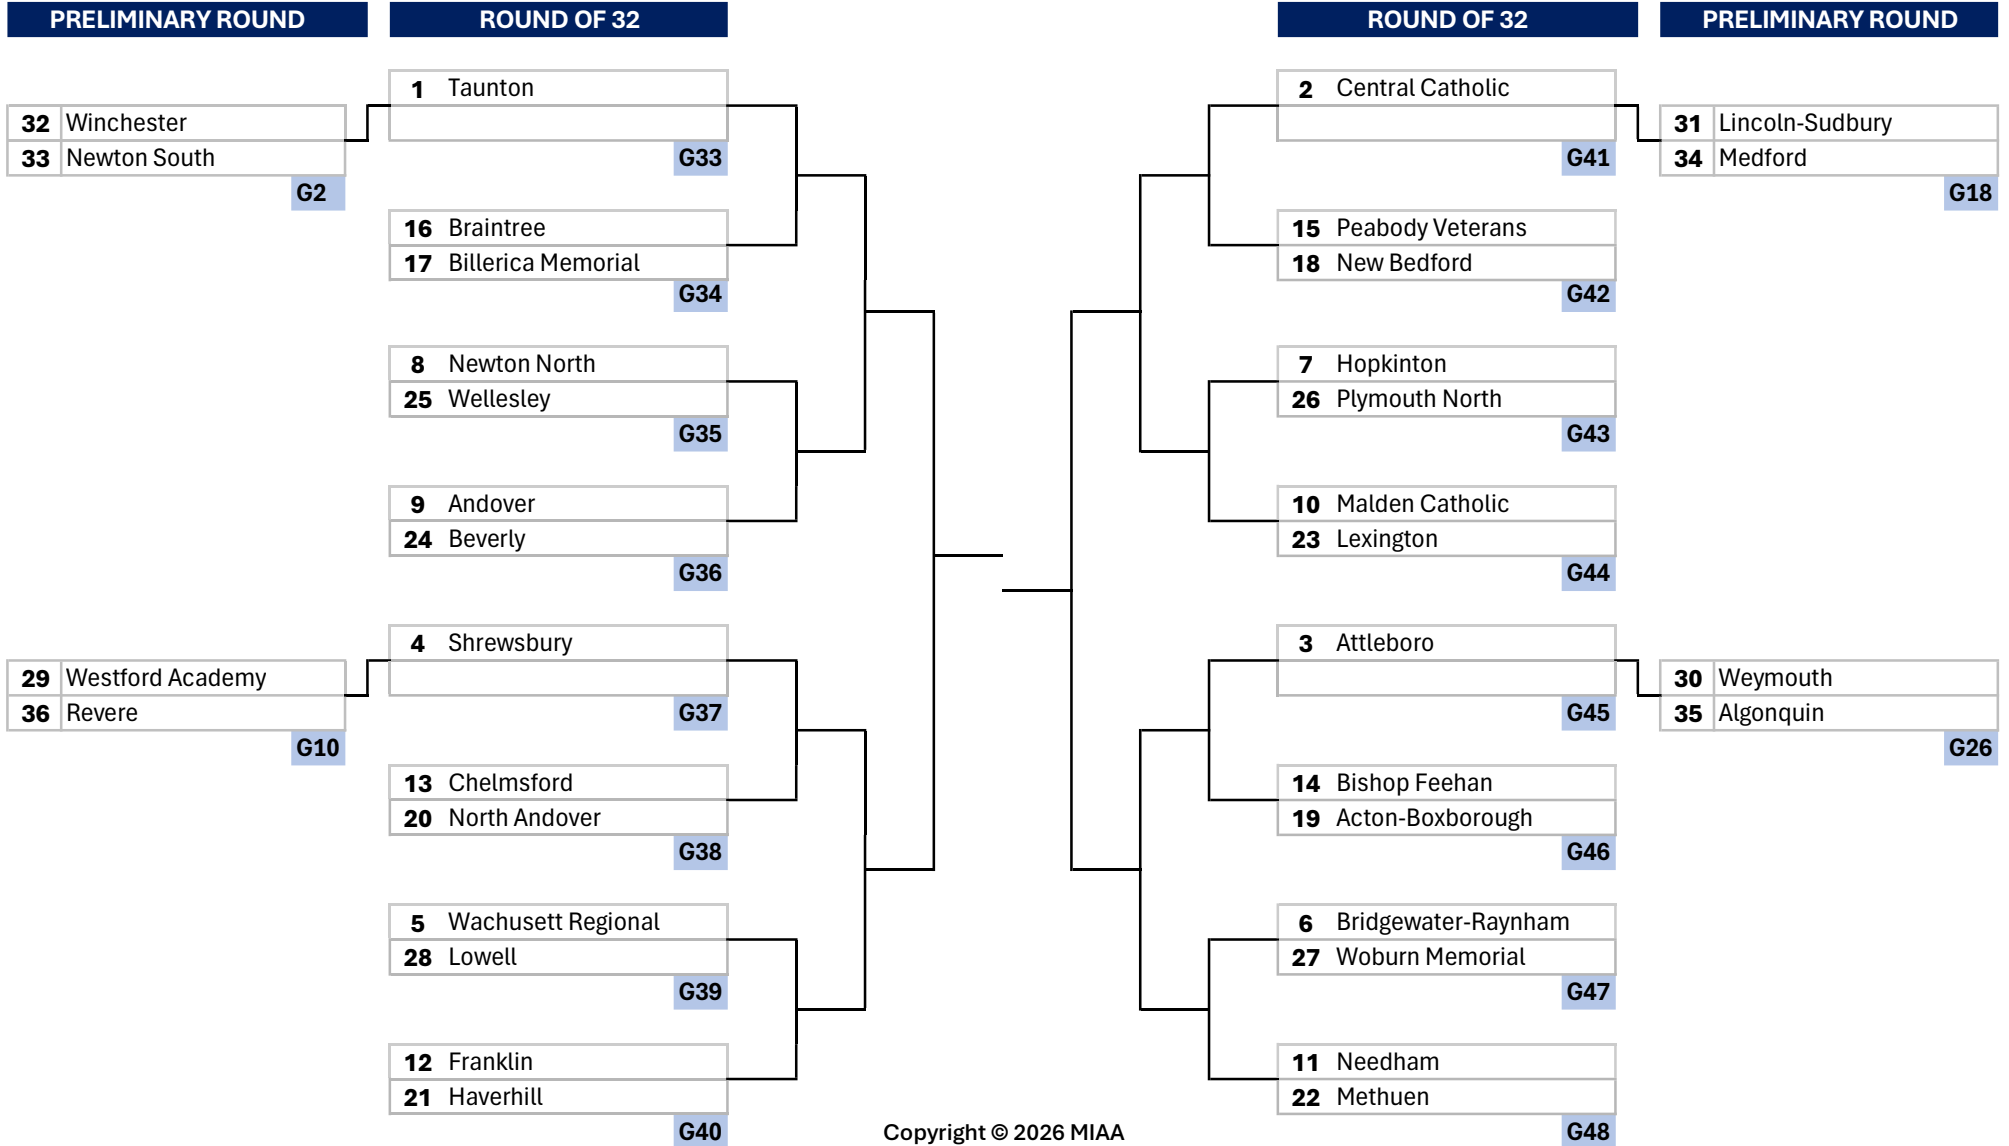 PRELIMINARY ROUND
ROUND OF 32
ROUND OF 32
PRELIMINARY ROUND
32 Winchester
33 Newton South
G2
1 Taunton
G33
16 Braintree
17 Billerica Memorial
G34
8 Newton North
25 Wellesley
G35
9 Andover
24 Beverly
G36
29 Westford Academy
36 Revere
G10
4 Shrewsbury
G37
13 Chelmsford
20 North Andover
G38
5 Wachusett Regional
28 Lowell
G39
12 Franklin
21 Haverhill
G40
2 Central Catholic
G41
31 Lincoln-Sudbury
34 Medford
G18
15 Peabody Veterans
18 New Bedford
G42
7 Hopkinton
26 Plymouth North
G43
10 Malden Catholic
23 Lexington
G44
3 Attleboro
G45
30 Weymouth
35 Algonquin
G26
14 Bishop Feehan
19 Acton-Boxborough
G46
6 Bridgewater-Raynham
27 Woburn Memorial
G47
11 Needham
22 Methuen
G48
Copyright © 2026 MIAA